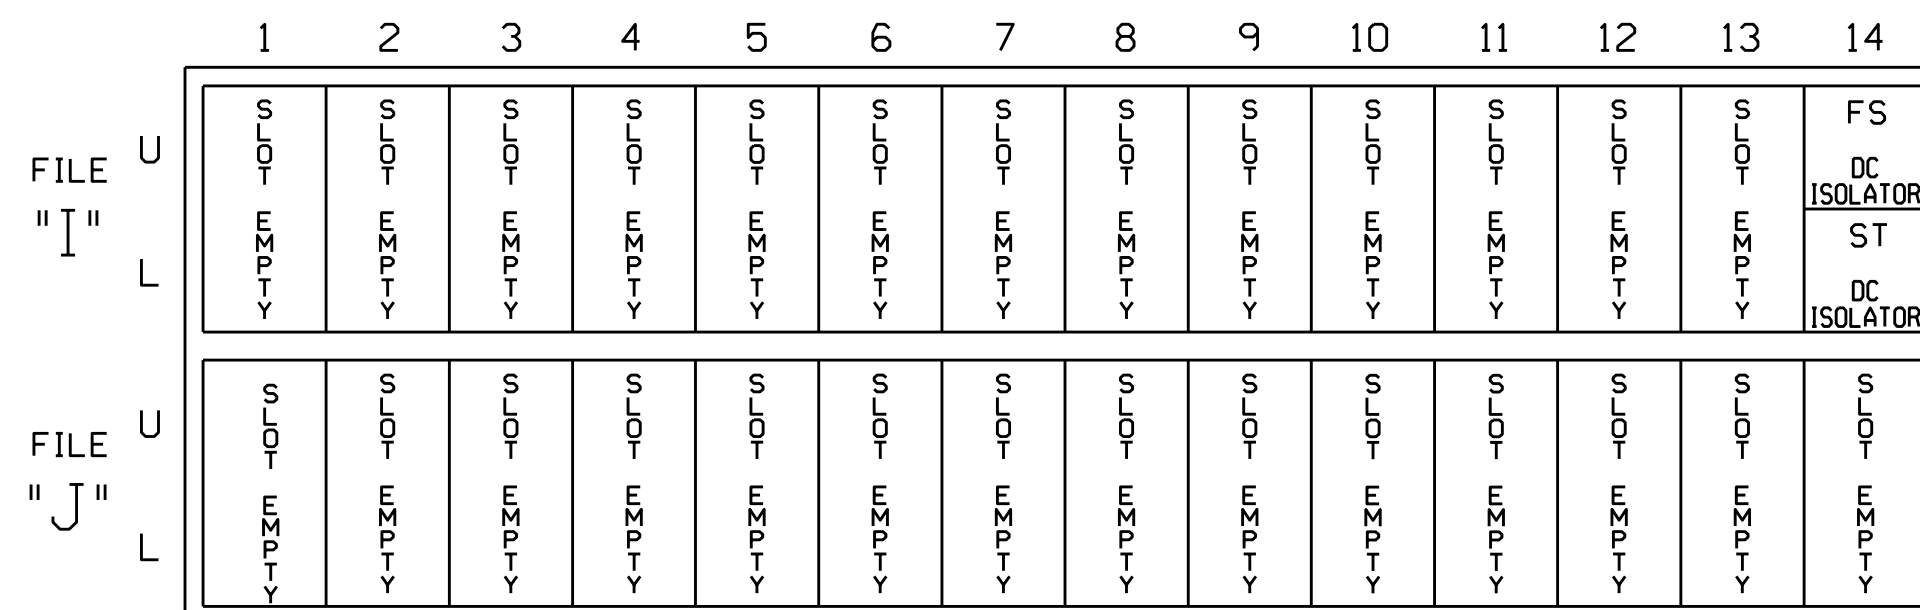 1 2 3 4 5 6 7 8 9 10 11 12 13 14
FILE "I"
U
L
SLOT EMPTY SLOT EMPTY SLOT EMPTY SLOT EMPTY SLOT EMPTY SLOT EMPTY SLOT EMPTY SLOT EMPTY SLOT EMPTY SLOT EMPTY SLOT EMPTY SLOT EMPTY SLOT EMPTY
FS
DC
ISOLATOR
ST
DC
ISOLATOR
FILE "J"
U
L
SLOT EMPTY SLOT EMPTY SLOT EMPTY SLOT EMPTY SLOT EMPTY SLOT EMPTY SLOT EMPTY SLOT EMPTY SLOT EMPTY SLOT EMPTY SLOT EMPTY SLOT EMPTY SLOT EMPTY SLOT EMPTY